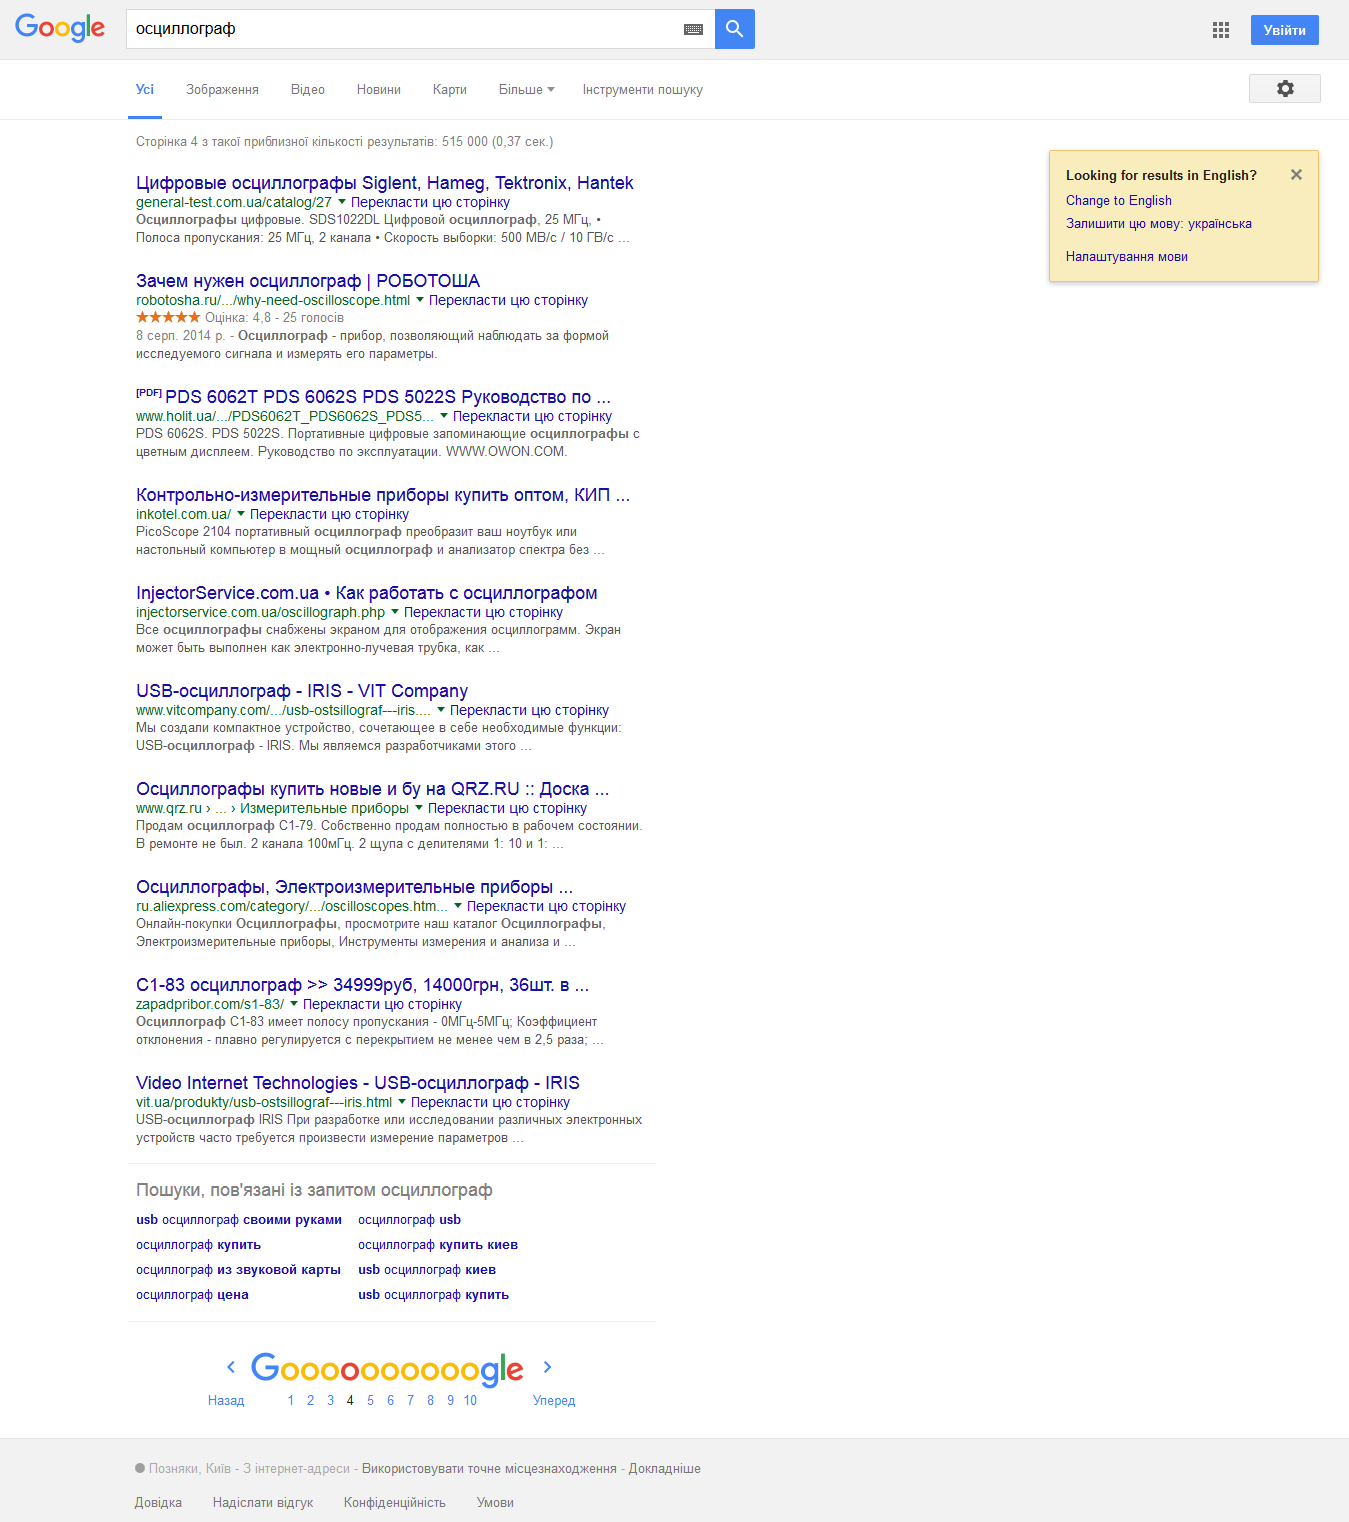 Google
осциллограф
Увійти
Усі Зображення Відео Новини Карти Більше Інструменти пошуку
Сторінка 4 з такої приблизної кількості результатів: 515 000 (0,37 сек.)
Looking for results in English?
Change to English
Залишити цю мову: українська
Налаштування мови
Цифровые осциллографы Siglent, Hameg, Tektronix, Hantek
general-test.com.ua/catalog/27 Перекласти цю сторінку
Осциллографы цифровые. SDS1022DL Цифровой осциллограф, 25 МГц, •
Полоса пропускания: 25 МГц, 2 канала • Скорость выборки: 500 МВ/с / 10 ГВ/с ...
Зачем нужен осциллограф | РОБОТОША
robotosha.ru/.../why-need-oscilloscope.html Перекласти цю сторінку
Оцінка: 4,8 - 25 голосів
8 серп. 2014 р. - Осциллограф - прибор, позволяющий наблюдать за формой
исследуемого сигнала и измерять его параметры.
[PDF] PDS 6062T PDS 6062S PDS 5022S Руководство по ...
www.holit.ua/.../PDS6062T_PDS6062S_PDS5... Перекласти цю сторінку
PDS 6062S. PDS 5022S. Портативные цифровые запоминающие осциллографы с
цветным дисплеем. Руководство по эксплуатации. WWW.OWON.COM.
Контрольно-измерительные приборы купить оптом, КИП ...
inkotel.com.ua/ Перекласти цю сторінку
PicoScope 2104 портативный осциллограф преобразит ваш ноутбук или
настольный компьютер в мощный осциллограф и анализатор спектра без ...
InjectorService.com.ua • Как работать с осциллографом
injectorservice.com.ua/oscillograph.php Перекласти цю сторінку
Все осциллографы снабжены экраном для отображения осциллограмм. Экран
может быть выполнен как электронно-лучевая трубка, как ...
USB-осциллограф - IRIS - VIT Company
www.vitcompany.com/.../usb-ostsillograf---iris.... Перекласти цю сторінку
Мы создали компактное устройство, сочетающее в себе необходимые функции:
USB-осциллограф - IRIS. Мы являемся разработчиками этого ...
Осциллографы купить новые и бу на QRZ.RU :: Доска ...
www.qrz.ru › ... › Измерительные приборы Перекласти цю сторінку
Продам осциллограф С1-79. Собственно продам полностью в рабочем состоянии.
В ремонте не был. 2 канала 100мГц. 2 щупа с делителями 1: 10 и 1: ...
Осциллографы, Электроизмерительные приборы ...
ru.aliexpress.com/category/.../oscilloscopes.htm... Перекласти цю сторінку
Онлайн-покупки Осциллографы, просмотрите наш каталог Осциллографы,
Электроизмерительные приборы, Инструменты измерения и анализа и ...
С1-83 осциллограф >> 34999руб, 14000грн, 36шт. в ...
zapadpribor.com/s1-83/ Перекласти цю сторінку
Осциллограф С1-83 имеет полосу пропускания - 0МГц-5МГц; Коэффициент
отклонения - плавно регулируется с перекрытием не менее чем в 2,5 раза; ...
Video Internet Technologies - USB-осциллограф - IRIS
vit.ua/produkty/usb-ostsillograf---iris.html Перекласти цю сторінку
USB-осциллограф IRIS При разработке или исследовании различных электронных
устройств часто требуется произвести измерение параметров ...
Пошуки, пов'язані із запитом осциллограф
usb осциллограф своими руками осциллограф usb
осциллограф купить осциллограф купить киев
осциллограф из звуковой карты usb осциллограф киев
осциллограф цена usb осциллограф купить
Goooooooooogle
Назад 1 2 3 4 5 6 7 8 9 10 Уперед
Позняки, Київ - З інтернет-адреси - Використовувати точне місцезнаходження - Докладніше
Довідка Надіслати відгук Конфіденційність Умови